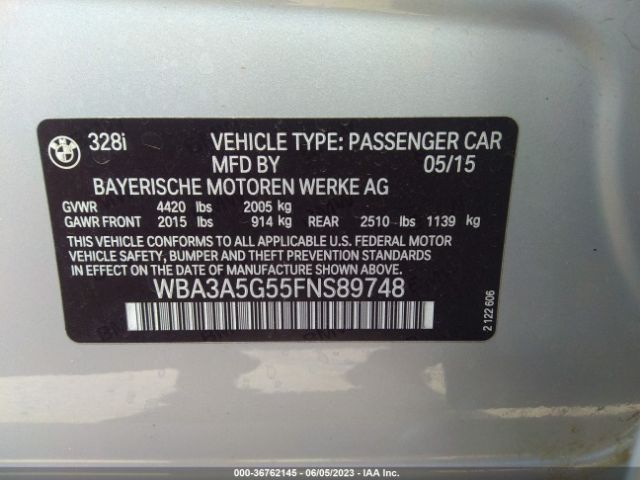 BMW
328i VEHICLE TYPE: PASSENGER CAR
MFD BY 05/15
BAYERISCHE MOTOREN WERKE AG
GVWR 4420 lbs 2005 kg
GAWR FRONT 2015 lbs 914 kg REAR 2510 lbs 1139 kg
THIS VEHICLE CONFORMS TO ALL APPLICABLE U.S. FEDERAL MOTOR
VEHICLE SAFETY, BUMPER AND THEFT PREVENTION STANDARDS
IN EFFECT ON THE DATE OF MANUFACTURE SHOWN ABOVE.
WBA3A5G55FNS89748
2 122 606
000-36762145 - 06/05/2023 - IAA Inc.